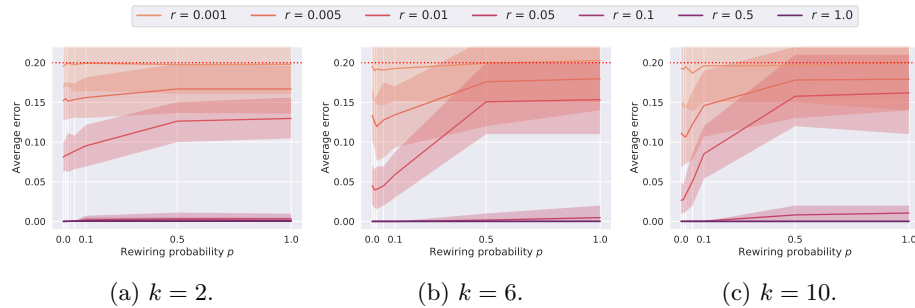 r = 0.001 r = 0.005 r = 0.01 r = 0.05 r = 0.1 r = 0.5 r = 1.0
Average error
0.20
0.15
0.10
0.05
0.00
0.0 0.1 0.5 1.0
Rewiring probability p
(a) k = 2.
Average error
0.20
0.15
0.10
0.05
0.00
0.0 0.1 0.5 1.0
Rewiring probability p
(b) k = 6.
Average error
0.20
0.15
0.10
0.05
0.00
0.0 0.1 0.5 1.0
Rewiring probability p
(c) k = 10.